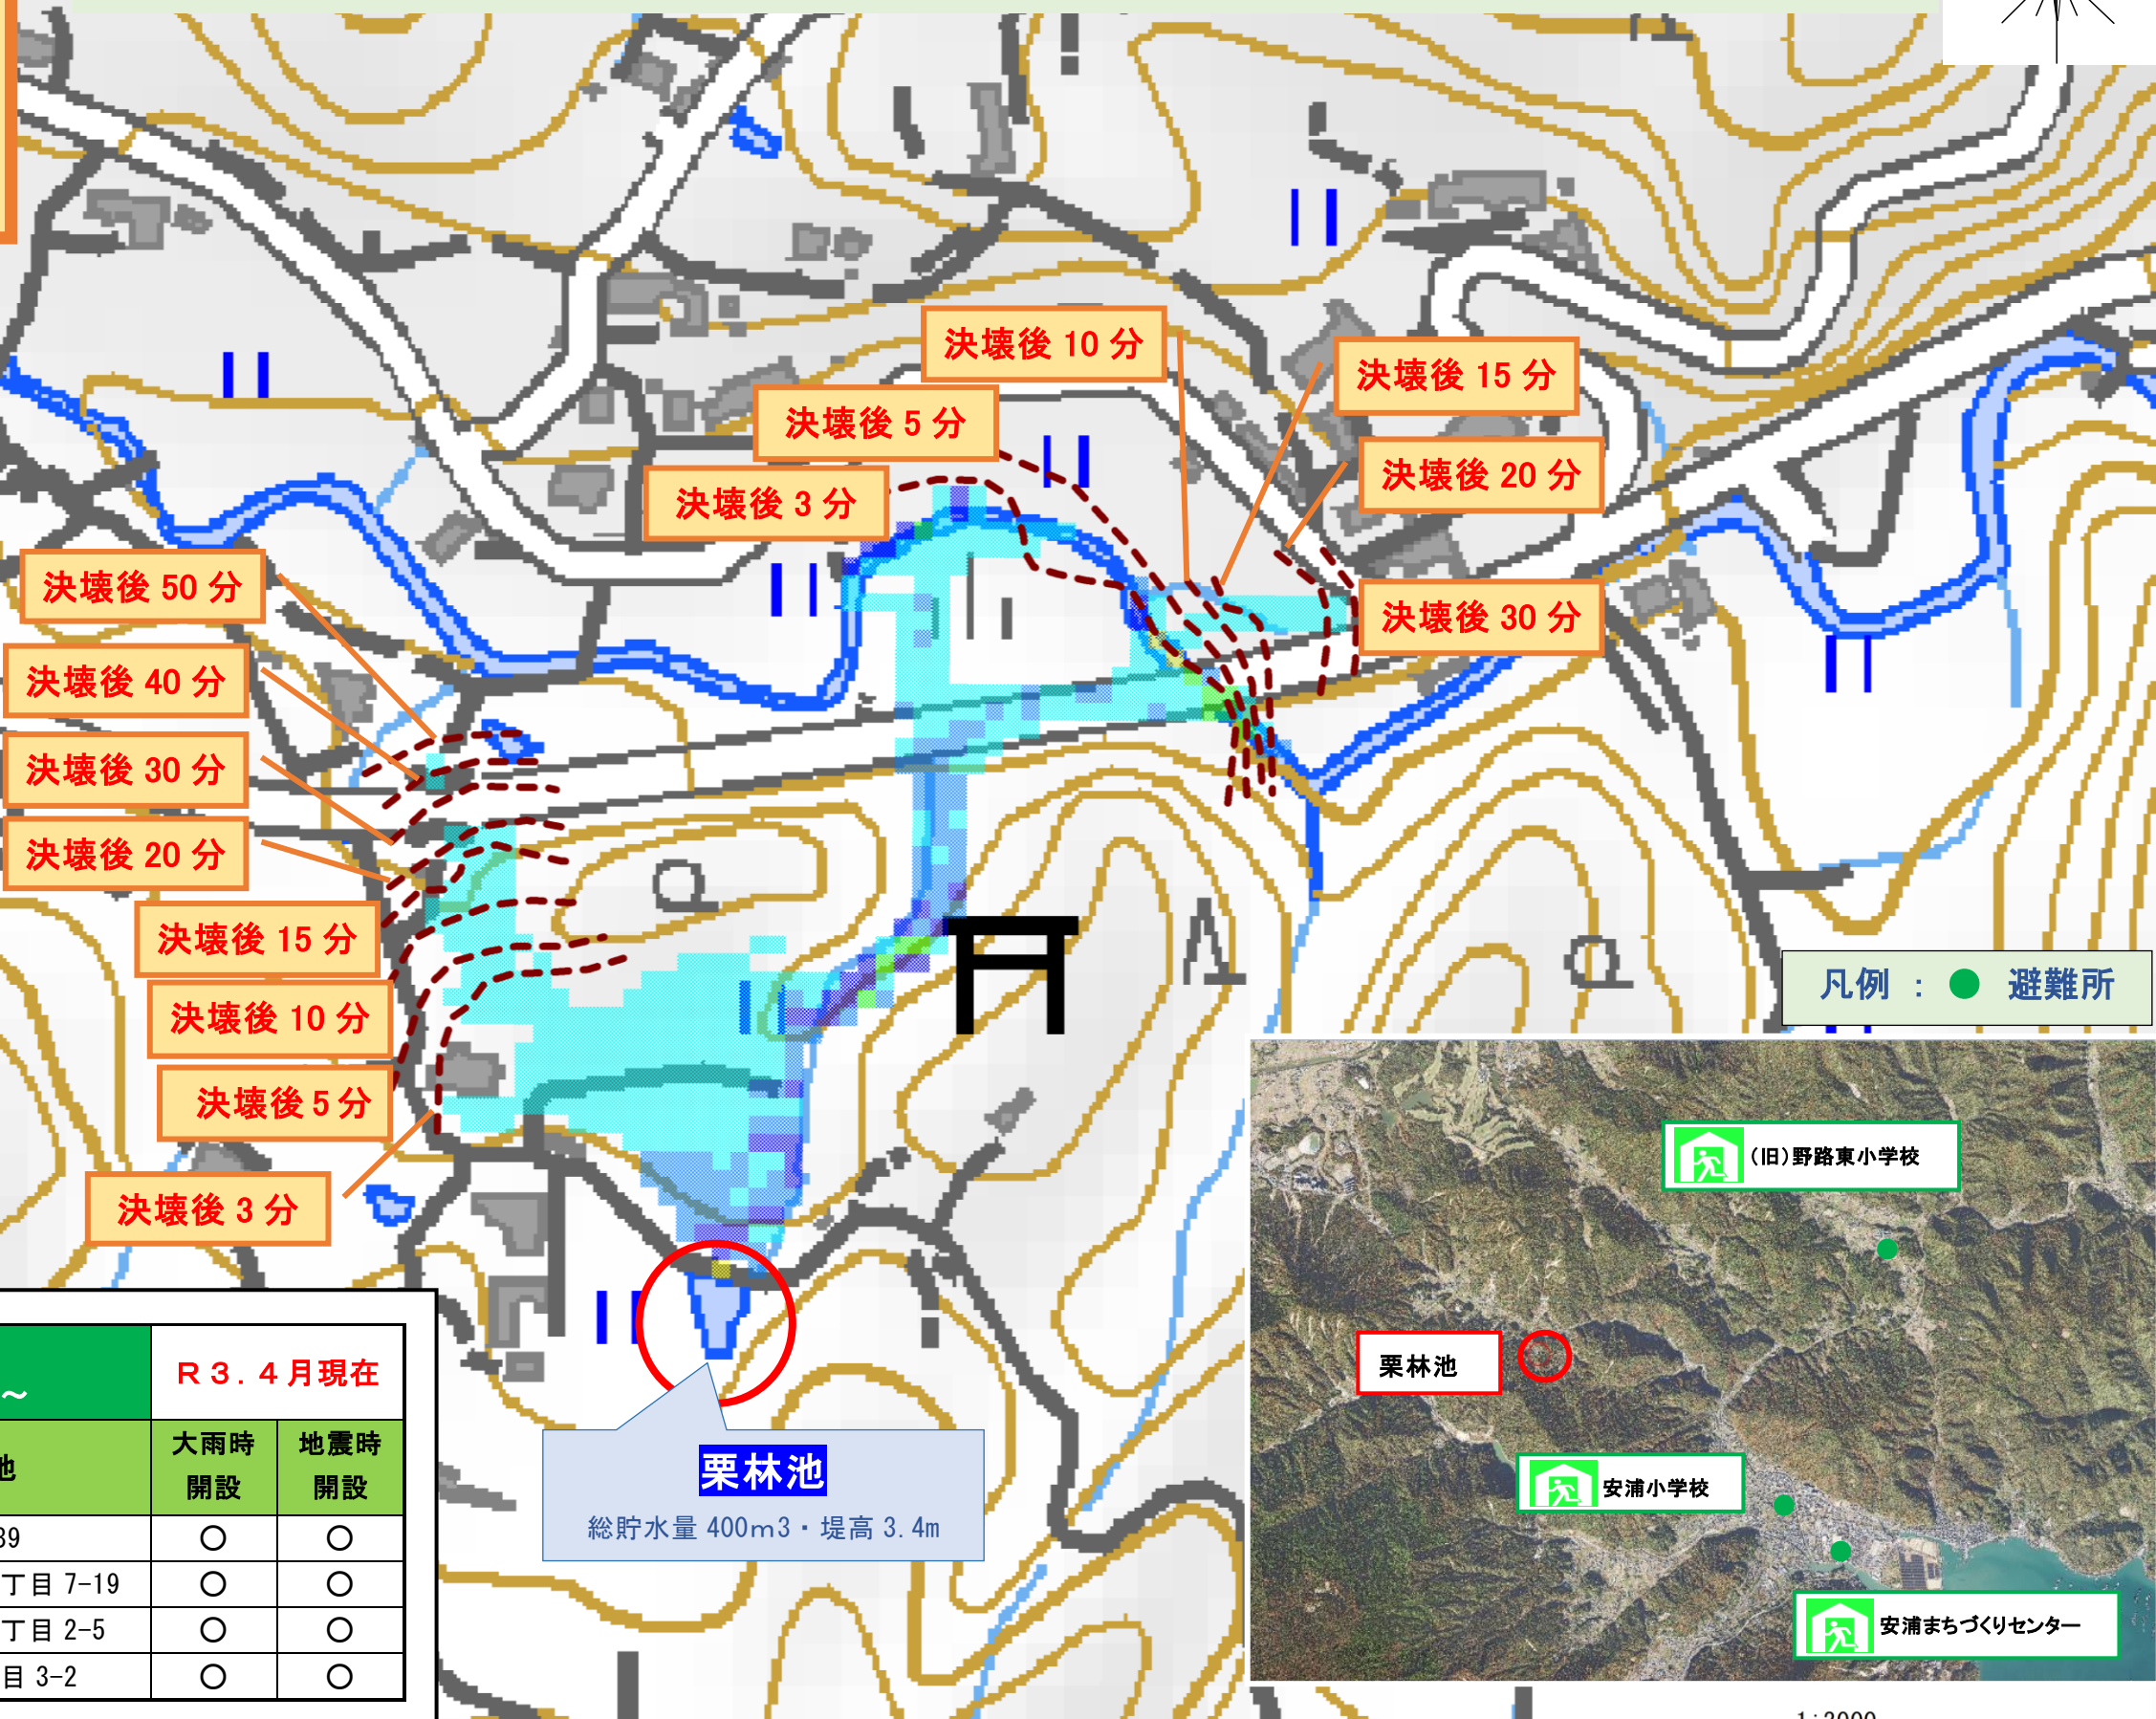 決壊後 10 分
決壊後 15 分
決壊後 5 分
決壊後 20 分
決壊後 3 分
決壊後 50 分
決壊後 30 分
決壊後 40 分
決壊後 30 分
決壊後 20 分
決壊後 15 分
決壊後 10 分
決壊後 5 分
決壊後 3 分
凡例 : ● 避難所
(旧)野路東小学校
栗林池
安浦小学校
安浦まちづくりセンター
栗林池
総貯水量 400m3・堤高 3.4m
～ R3.4月現在
地 大雨時 地震時
開設 開設
39 ○ ○
丁目 7-19 ○ ○
丁目 2-5 ○ ○
目 3-2 ○ ○